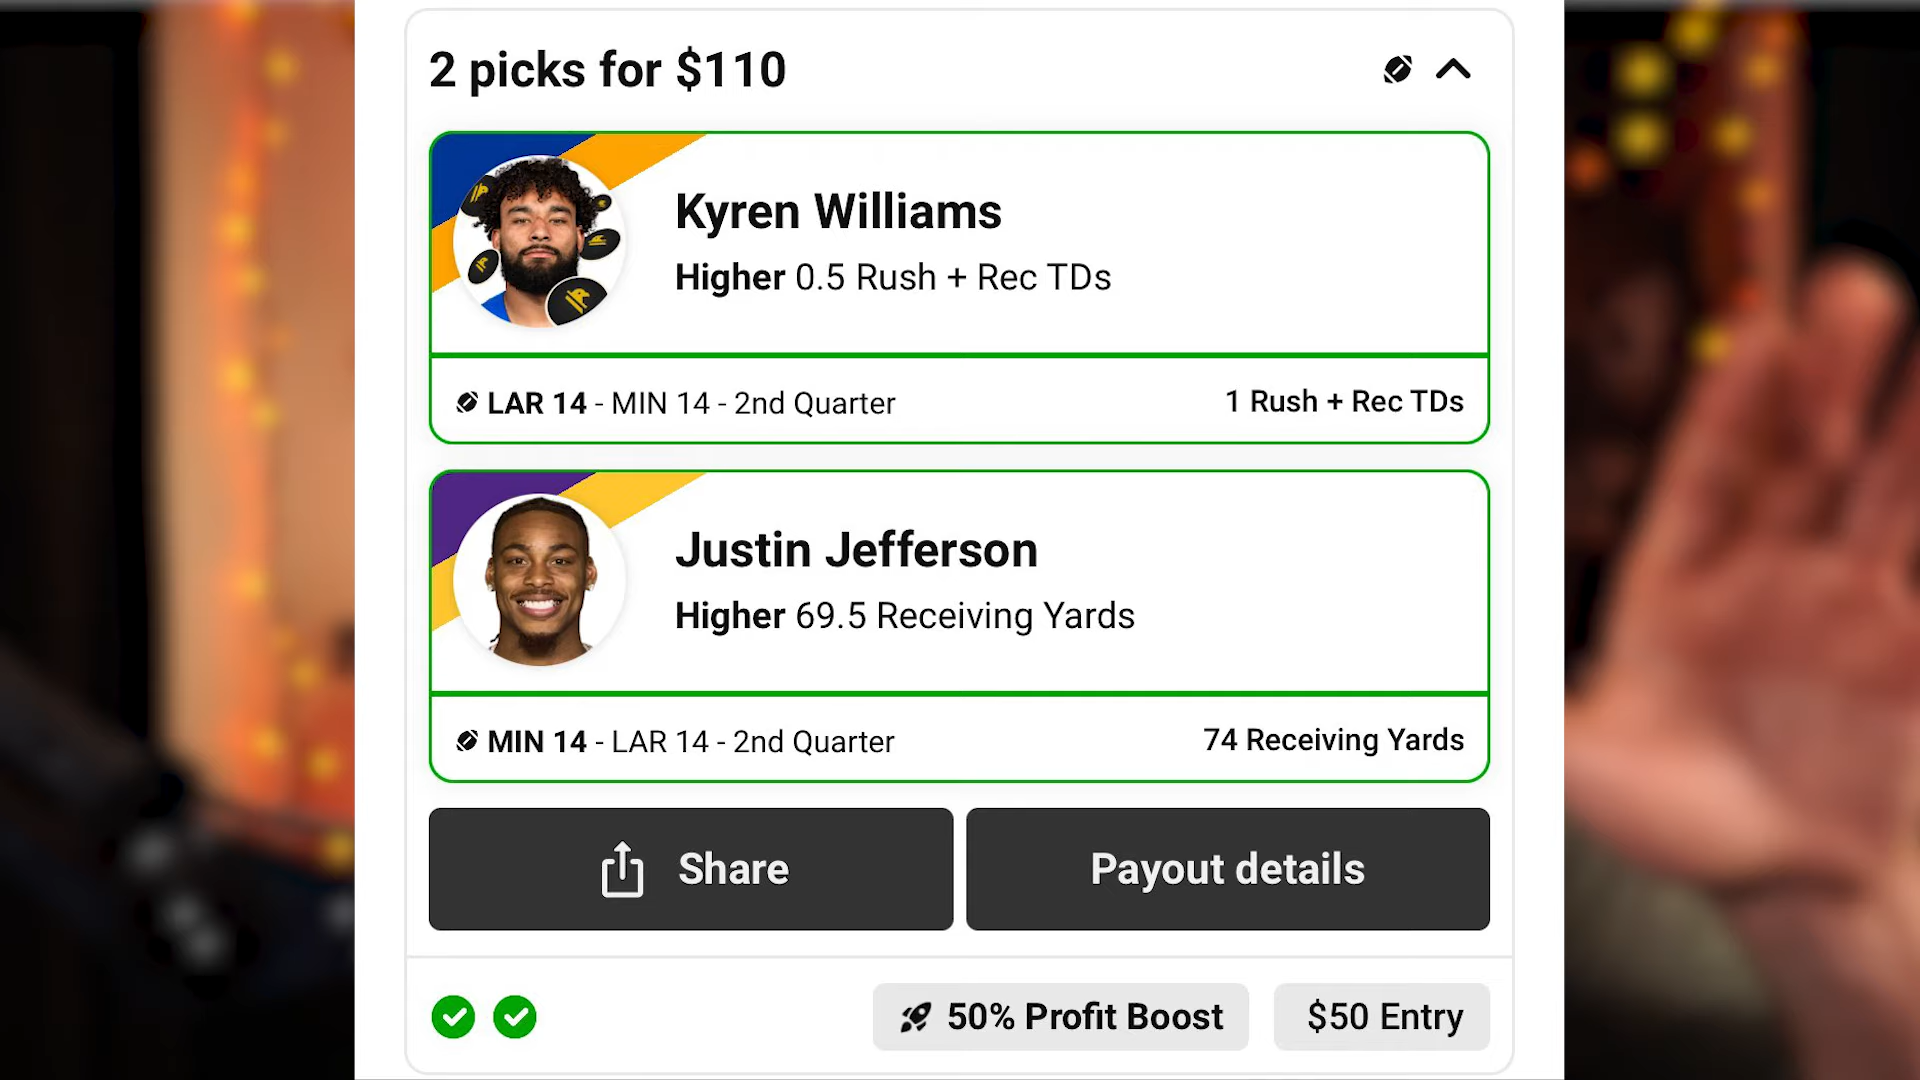 2 picks for $110
Kyren Williams
Higher 0.5 Rush + Rec TDs
LAR 14 - MIN 14 - 2nd Quarter
1 Rush + Rec TDs
Justin Jefferson
Higher 69.5 Receiving Yards
MIN 14 - LAR 14 - 2nd Quarter
74 Receiving Yards
Share
Payout details
50% Profit Boost
$50 Entry